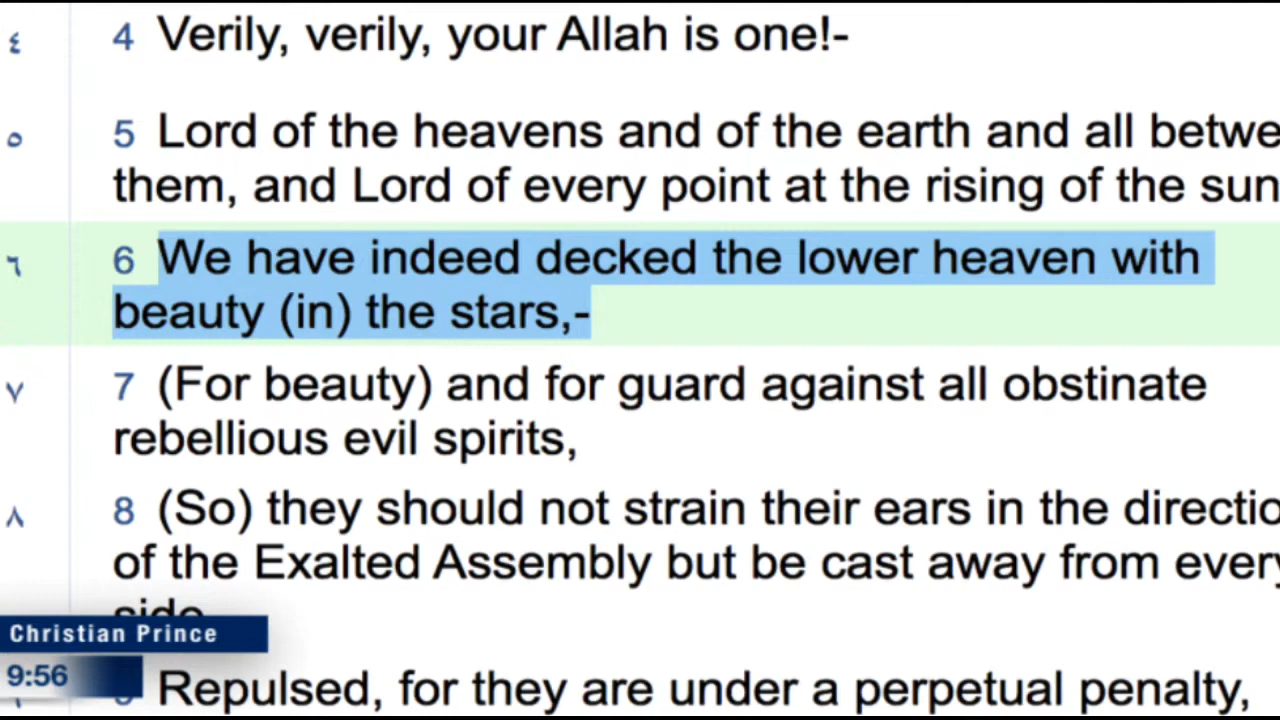 ٤ 4 Verily, verily, your Allah is one!-
٥ 5 Lord of the heavens and of the earth and all betwe
them, and Lord of every point at the rising of the sun
٦ 6 We have indeed decked the lower heaven with
beauty (in) the stars,-
٧ 7 (For beauty) and for guard against all obstinate
rebellious evil spirits,
٨ 8 (So) they should not strain their ears in the directio
of the Exalted Assembly but be cast away from every
side
Christian Prince
9:56
Repulsed, for they are under a perpetual penalty,